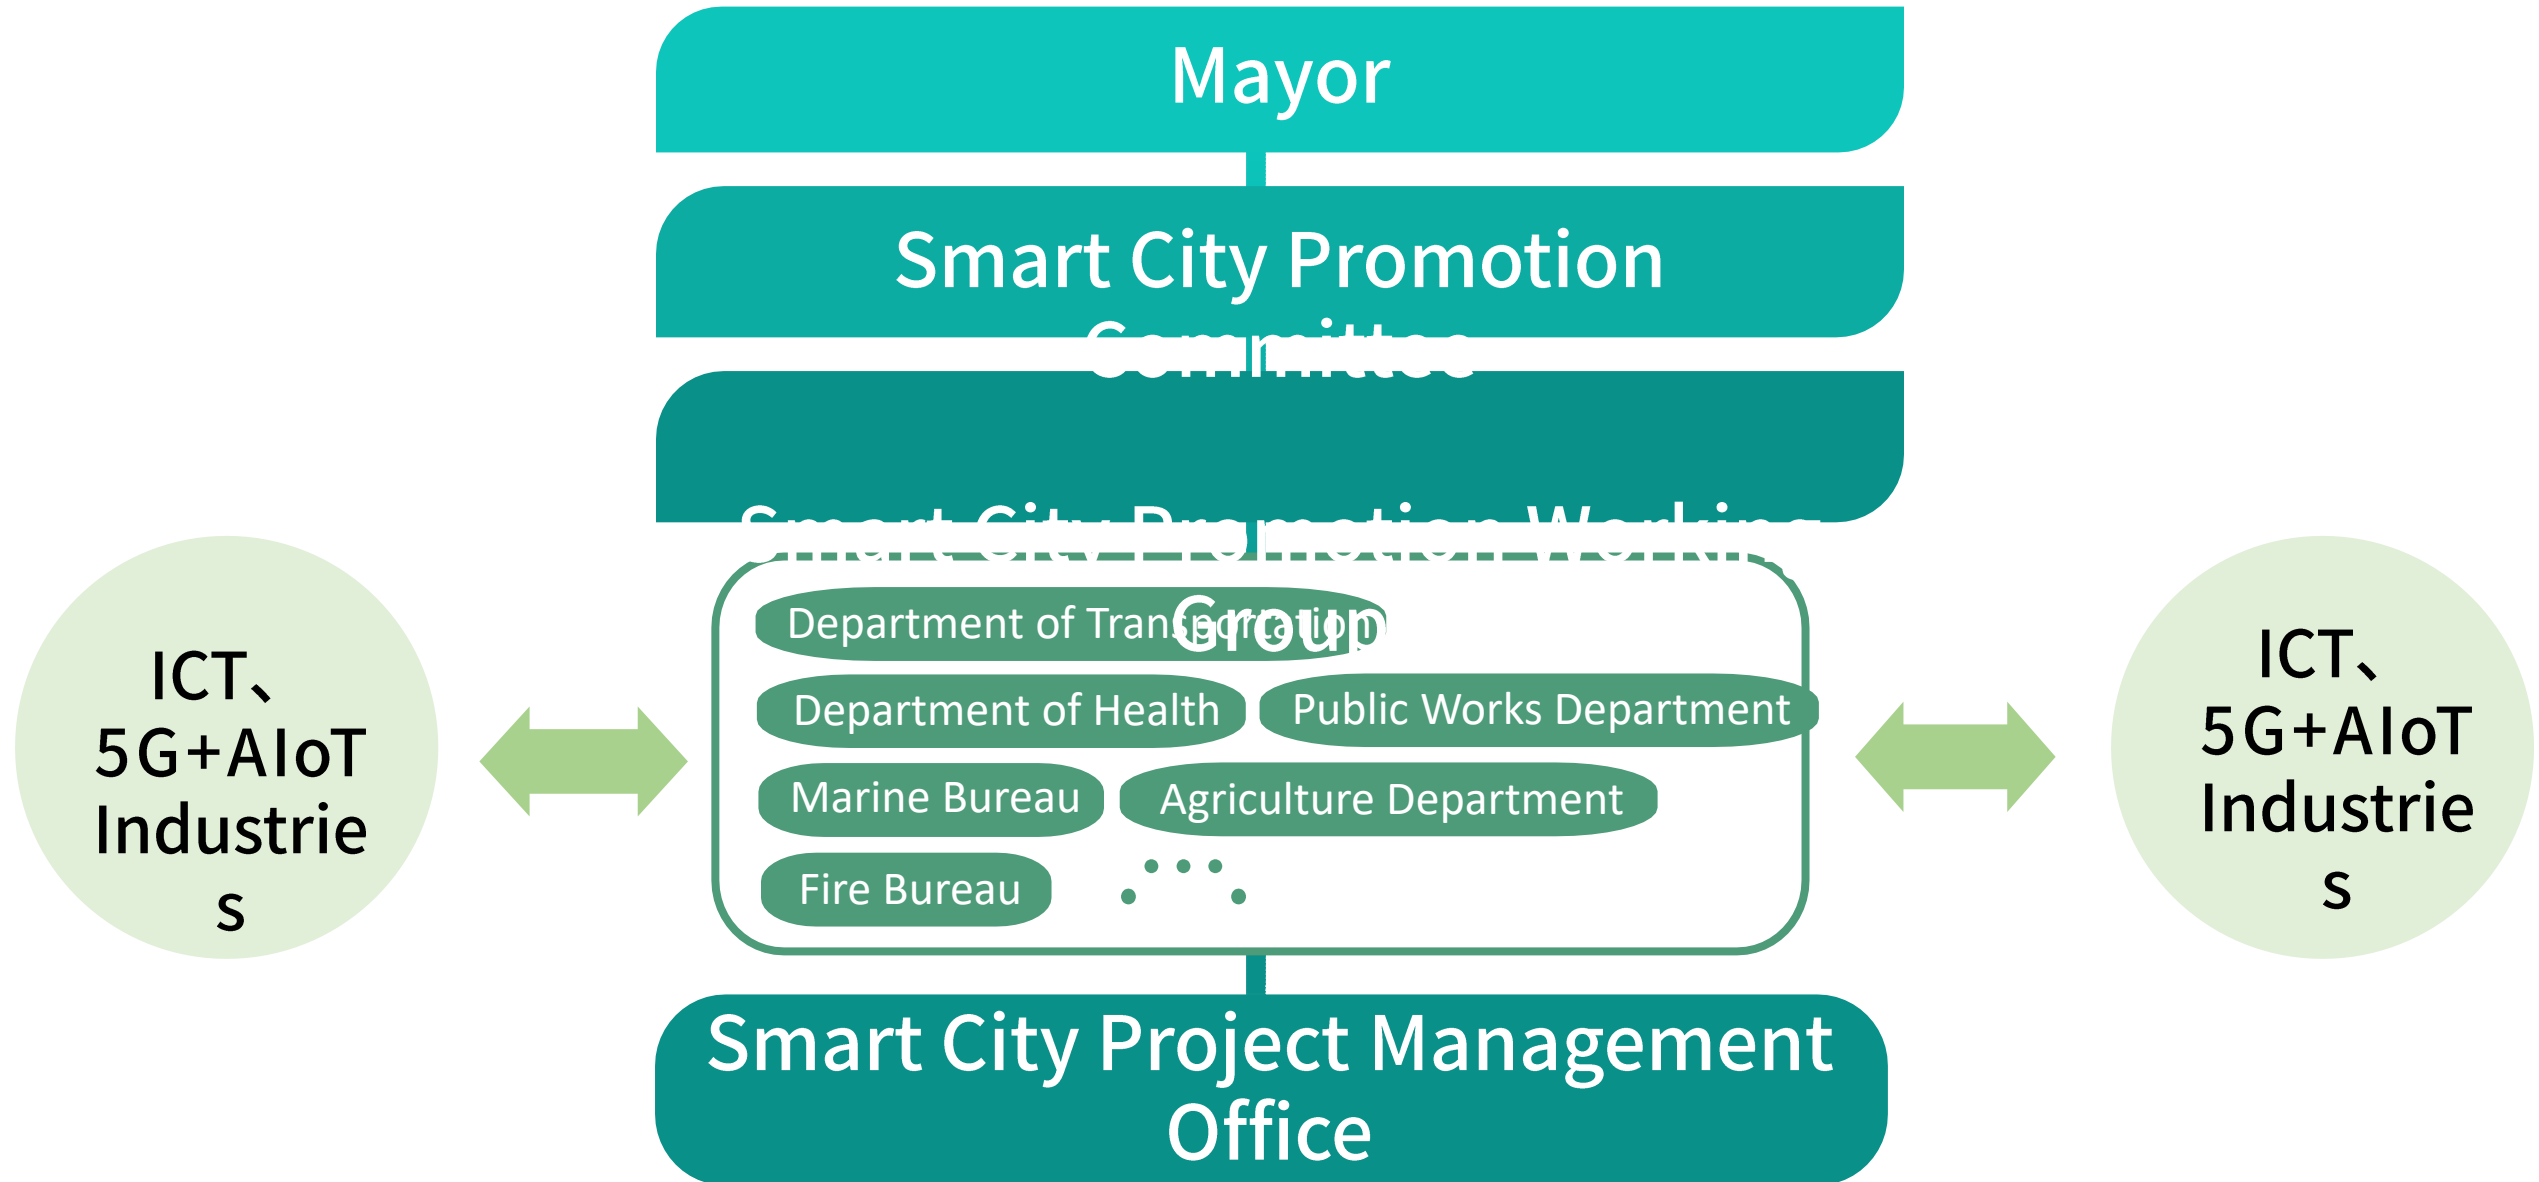 Mayor
Smart City Promotion
Committee
Smart City Promotion Working
Group
Department of Transportation
Department of Health
Public Works Department
Marine Bureau
Agriculture Department
Fire Bureau
ICT、
5G+AIoT
Industrie
s
ICT、
5G+AIoT
Industrie
s
Smart City Project Management
Office